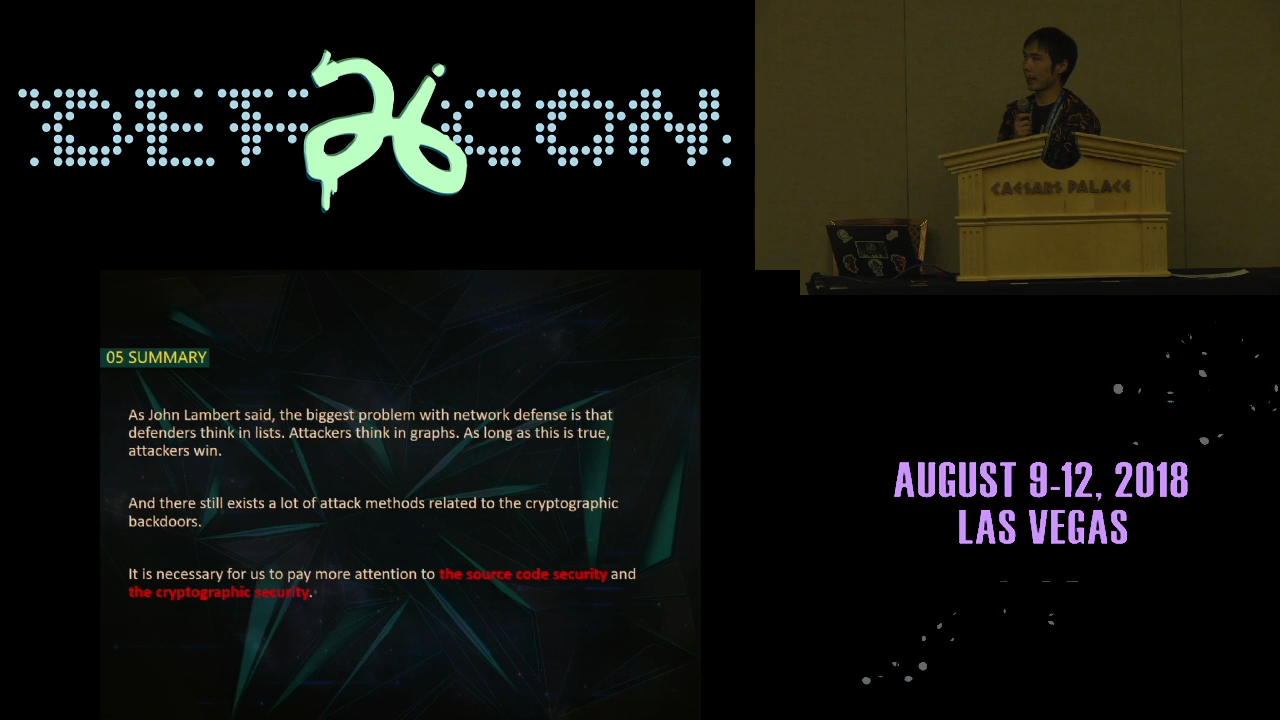 DEF 26 CON
CAESARS PALACE
05 SUMMARY
As John Lambert said, the biggest problem with network defense is that
defenders think in lists. Attackers think in graphs. As long as this is true,
attackers win.
And there still exists a lot of attack methods related to the cryptographic
backdoors.
It is necessary for us to pay more attention to the source code security and
the cryptographic security.
AUGUST 9-12, 2018
LAS VEGAS